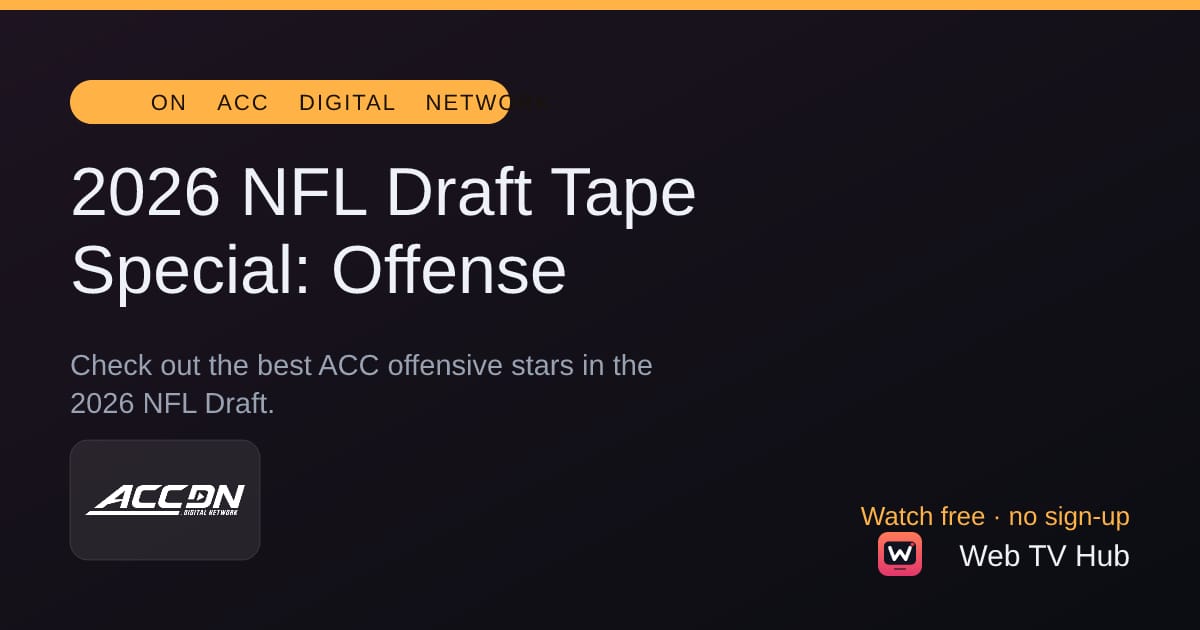 ON ACC DIGITAL NETWORK
2026 NFL Draft Tape
Special: Offense
Check out the best ACC offensive stars in the
2026 NFL Draft.
ACCDN
DIGITAL NETWORK
Watch free · no sign-up
W
Web TV Hub